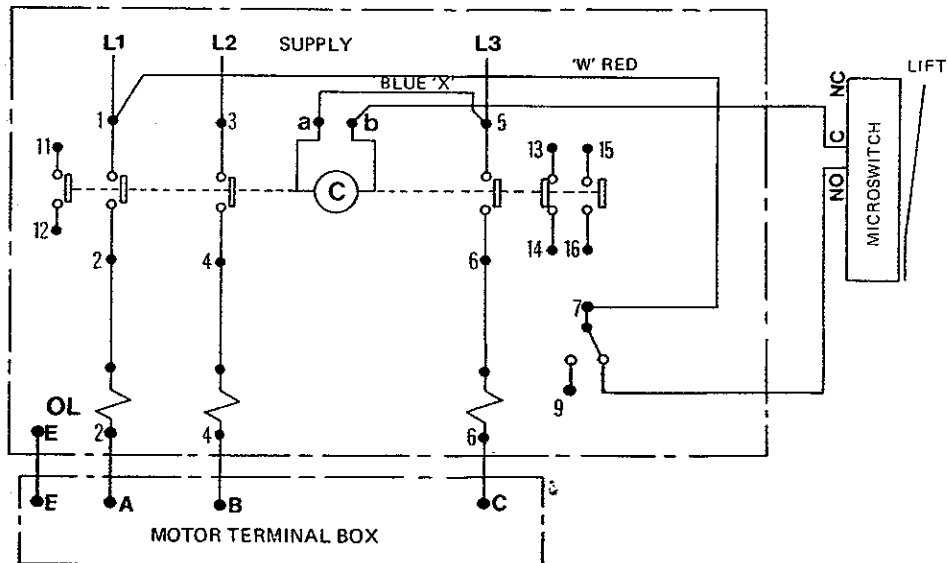 L1 L2 SUPPLY L3
'W' RED
LIFT
BLUE 'X'
NC
1 3 a b 5
C
11 13 15
C
NO
MICROSWITCH
12 14 16
2 4 6
7
9
OL
E 2 4 6
E A B C
MOTOR TERMINAL BOX